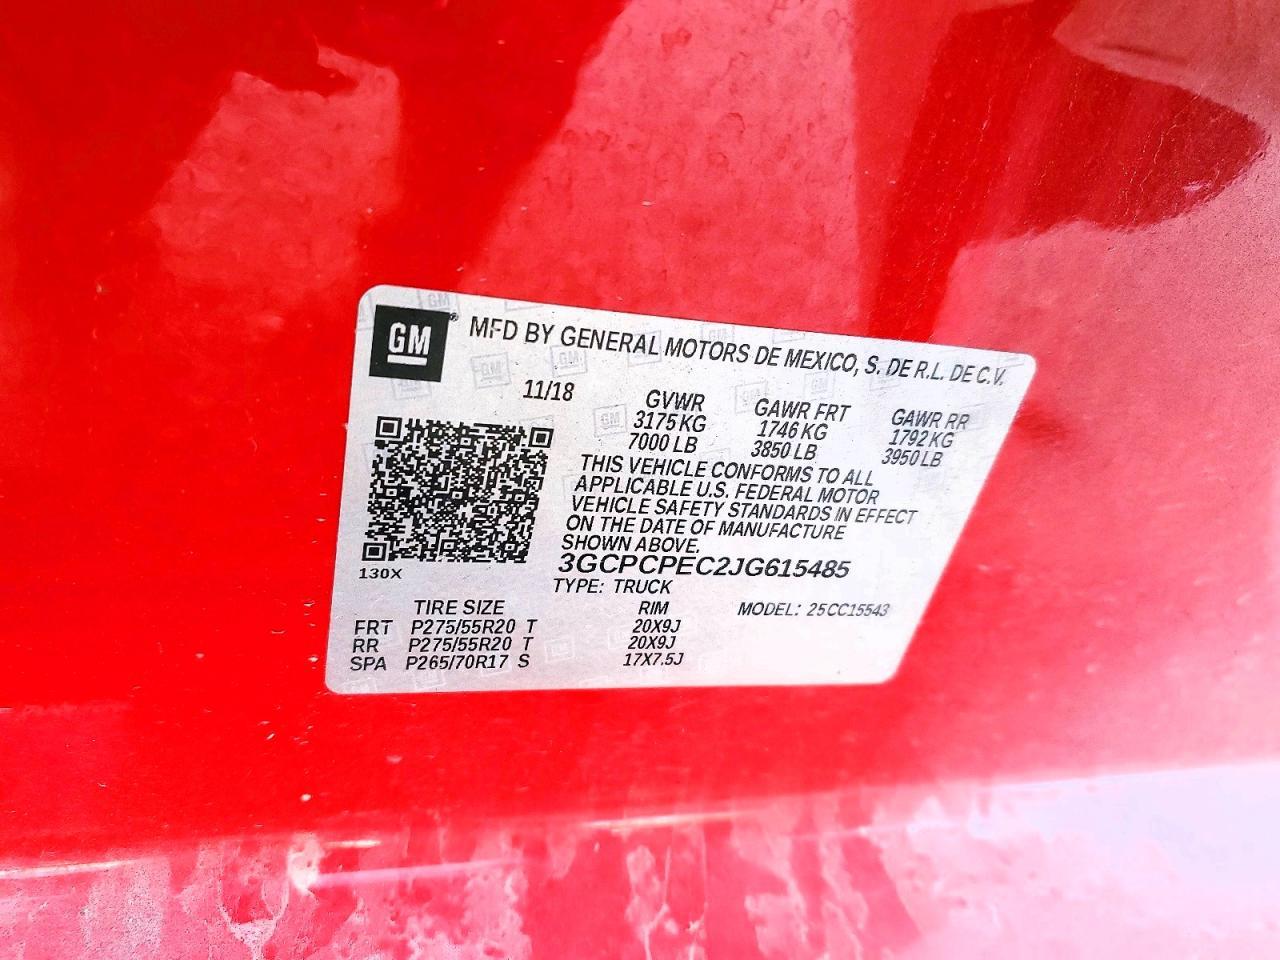 GM
MFD BY GENERAL MOTORS DE MEXICO, S. DE R.L. DE C.V.
11/18 GVWR GAWR FRT GAWR RR
3175 KG 1746 KG 1792 KG
7000 LB 3850 LB 3950 LB
THIS VEHICLE CONFORMS TO ALL
APPLICABLE U.S. FEDERAL MOTOR
VEHICLE SAFETY STANDARDS IN EFFECT
ON THE DATE OF MANUFACTURE
SHOWN ABOVE.
3GCPCPEC2JG615485
130X
TYPE: TRUCK
TIRE SIZE RIM MODEL: 25CC15543
FRT P275/55R20 T 20X9J
RR P275/55R20 T 20X9J
SPA P265/70R17 S 17X7.5J